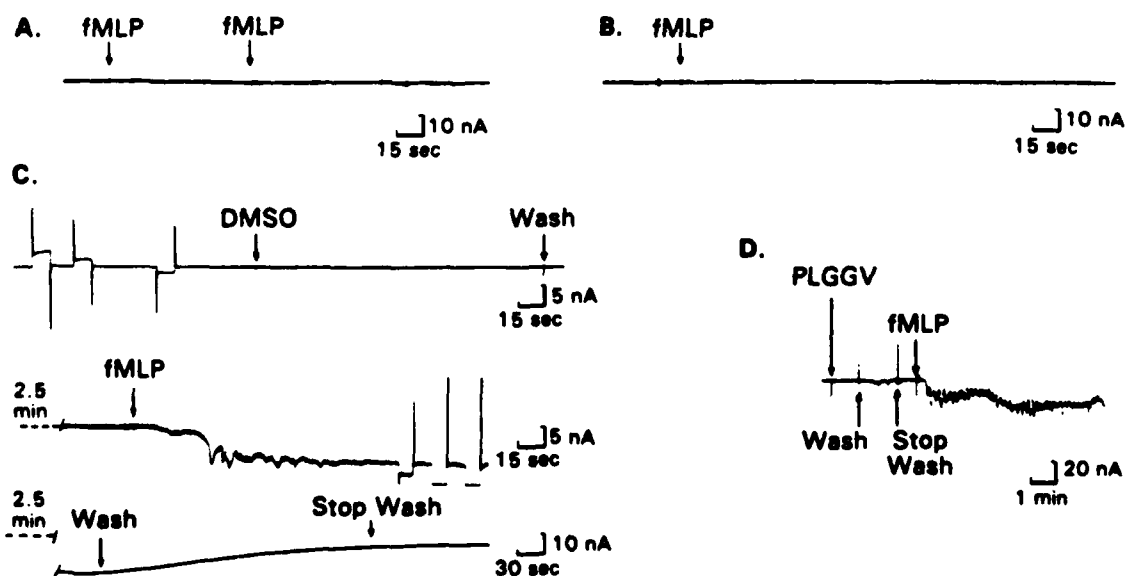 A.
fMLP
fMLP
10 nA
15 sec
B.
fMLP
10 nA
15 sec
C.
DMSO
Wash
5 nA
15 sec
2.5
min
fMLP
5 nA
15 sec
2.5
min
Wash
Stop Wash
10 nA
30 sec
D.
PLGGV
fMLP
Wash
Stop
Wash
20 nA
1 min